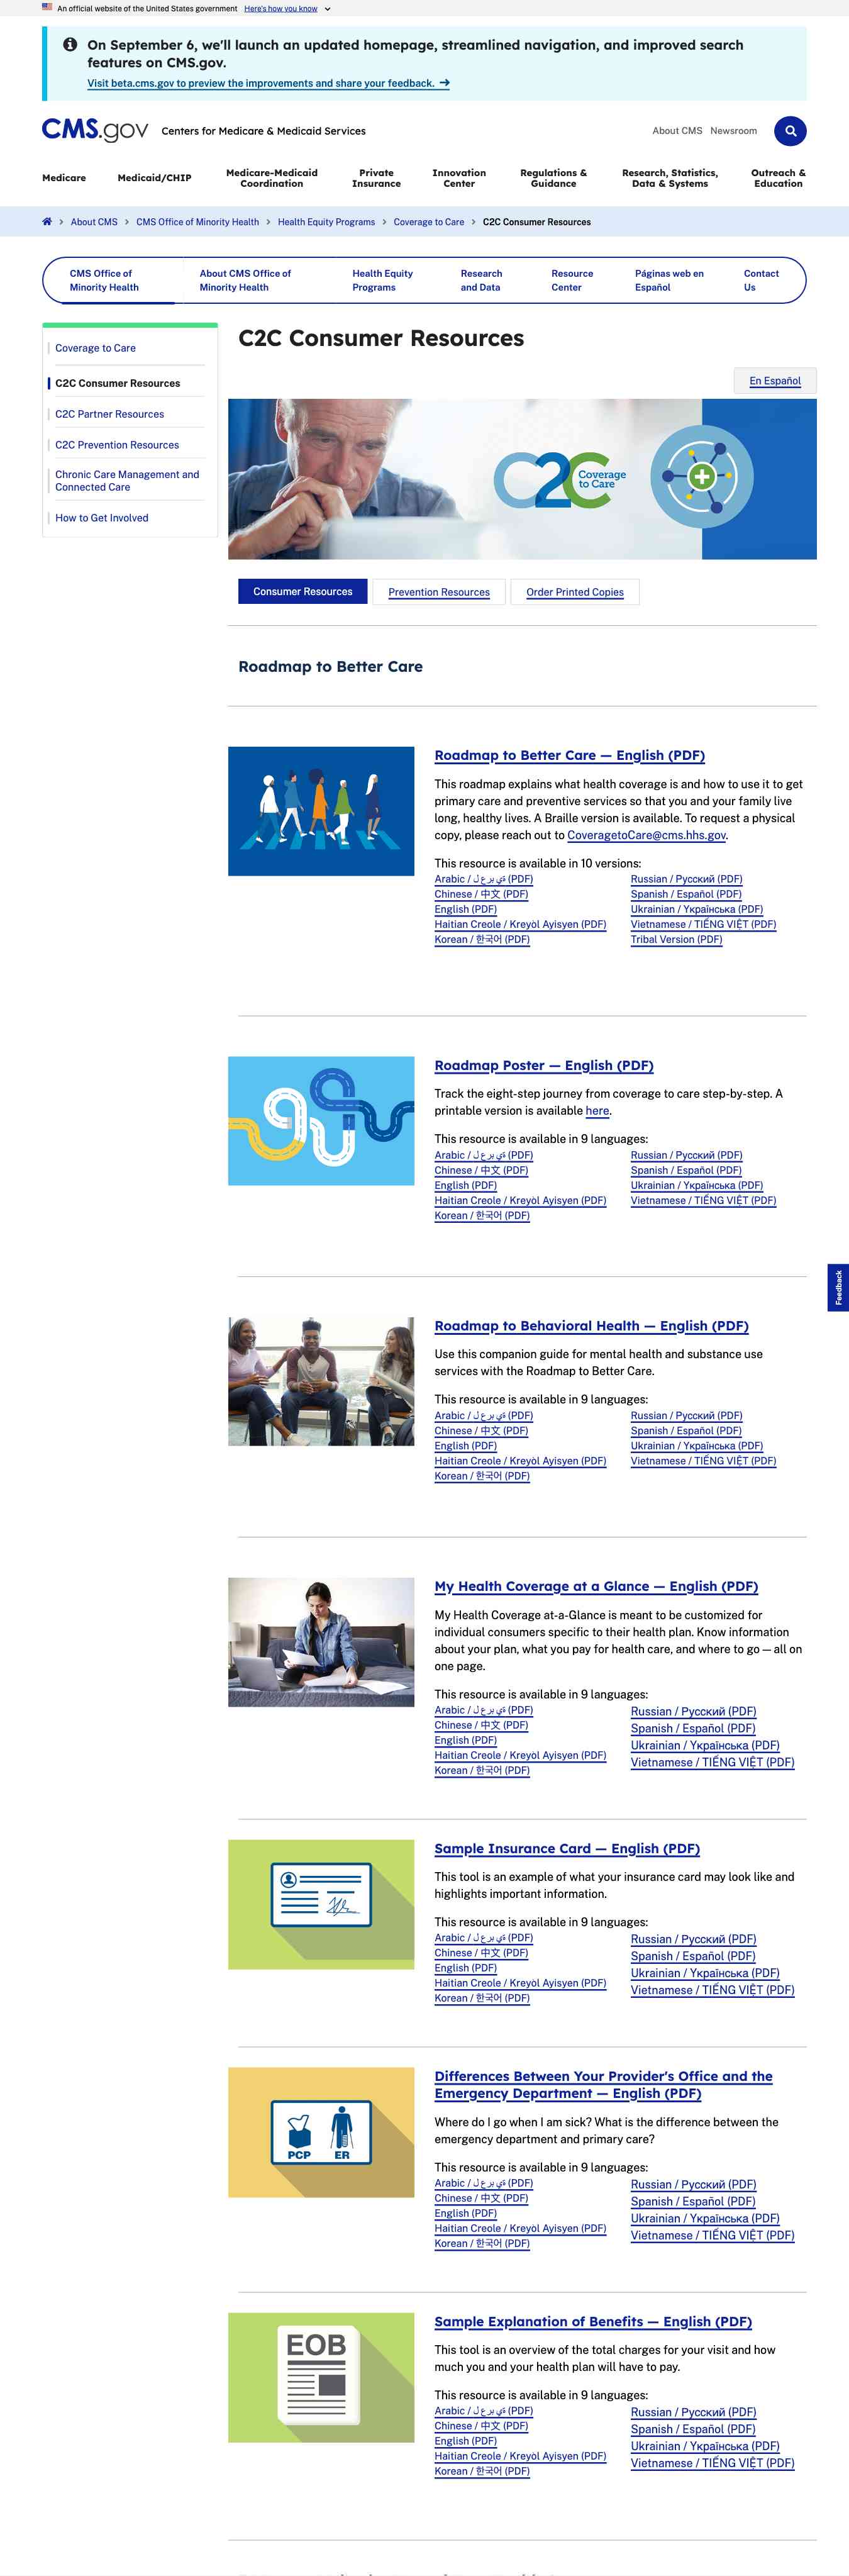 An official website of the United States government Here's how you know
On September 6, we'll launch an updated homepage, streamlined navigation, and improved search
features on CMS.gov.
Visit beta.cms.gov to preview the improvements and share your feedback. →
CMS.gov Centers for Medicare & Medicaid Services
About CMS Newsroom
Medicare
Medicaid/CHIP
Medicare-Medicaid
Coordination
Private
Insurance
Innovation
Center
Regulations &
Guidance
Research, Statistics,
Data & Systems
Outreach &
Education
> About CMS > CMS Office of Minority Health > Health Equity Programs > Coverage to Care > C2C Consumer Resources
CMS Office of
Minority Health
About CMS Office of
Minority Health
Health Equity
Programs
Research
and Data
Resource
Center
Páginas web en
Español
Contact
Us
Coverage to Care
C2C Consumer Resources
C2C Partner Resources
C2C Prevention Resources
Chronic Care Management and
Connected Care
How to Get Involved
C2C Consumer Resources
En Español
C2C Coverage
to Care
Consumer Resources
Prevention Resources
Order Printed Copies
Roadmap to Better Care
Roadmap to Better Care — English (PDF)
This roadmap explains what health coverage is and how to use it to get
primary care and preventive services so that you and your family live
long, healthy lives. A Braille version is available. To request a physical
copy, please reach out to CoveragetoCare@cms.hhs.gov.
This resource is available in 10 versions:
Arabic / ةي ب ر ع ل (PDF)
Chinese / 中文 (PDF)
English (PDF)
Haitian Creole / Kreyòl Ayisyen (PDF)
Korean / 한국어 (PDF)
Russian / Русский (PDF)
Spanish / Español (PDF)
Ukrainian / Українська (PDF)
Vietnamese / TIẾNG VIỆT (PDF)
Tribal Version (PDF)
Roadmap Poster — English (PDF)
Track the eight-step journey from coverage to care step-by-step. A
printable version is available here.
This resource is available in 9 languages:
Arabic / ةي ب ر ع ل (PDF)
Chinese / 中文 (PDF)
English (PDF)
Haitian Creole / Kreyòl Ayisyen (PDF)
Korean / 한국어 (PDF)
Russian / Русский (PDF)
Spanish / Español (PDF)
Ukrainian / Українська (PDF)
Vietnamese / TIẾNG VIỆT (PDF)
Feedback
Roadmap to Behavioral Health — English (PDF)
Use this companion guide for mental health and substance use
services with the Roadmap to Better Care.
This resource is available in 9 languages:
Arabic / ةي ب ر ع ل (PDF)
Chinese / 中文 (PDF)
English (PDF)
Haitian Creole / Kreyòl Ayisyen (PDF)
Korean / 한국어 (PDF)
Russian / Русский (PDF)
Spanish / Español (PDF)
Ukrainian / Українська (PDF)
Vietnamese / TIẾNG VIỆT (PDF)
My Health Coverage at a Glance — English (PDF)
My Health Coverage at-a-Glance is meant to be customized for
individual consumers specific to their health plan. Know information
about your plan, what you pay for health care, and where to go — all on
one page.
This resource is available in 9 languages:
Arabic / ةي ب ر ع ل (PDF)
Chinese / 中文 (PDF)
English (PDF)
Haitian Creole / Kreyòl Ayisyen (PDF)
Korean / 한국어 (PDF)
Russian / Русский (PDF)
Spanish / Español (PDF)
Ukrainian / Українська (PDF)
Vietnamese / TIẾNG VIỆT (PDF)
Sample Insurance Card — English (PDF)
This tool is an example of what your insurance card may look like and
highlights important information.
This resource is available in 9 languages:
Arabic / ةي ب ر ع ل (PDF)
Chinese / 中文 (PDF)
English (PDF)
Haitian Creole / Kreyòl Ayisyen (PDF)
Korean / 한국어 (PDF)
Russian / Русский (PDF)
Spanish / Español (PDF)
Ukrainian / Українська (PDF)
Vietnamese / TIẾNG VIỆT (PDF)
PCP ER
Differences Between Your Provider's Office and the
Emergency Department — English (PDF)
Where do I go when I am sick? What is the difference between the
emergency department and primary care?
This resource is available in 9 languages:
Arabic / ةي ب ر ع ل (PDF)
Chinese / 中文 (PDF)
English (PDF)
Haitian Creole / Kreyòl Ayisyen (PDF)
Korean / 한국어 (PDF)
Russian / Русский (PDF)
Spanish / Español (PDF)
Ukrainian / Українська (PDF)
Vietnamese / TIẾNG VIỆT (PDF)
EOB
Sample Explanation of Benefits — English (PDF)
This tool is an overview of the total charges for your visit and how
much you and your health plan will have to pay.
This resource is available in 9 languages:
Arabic / ةي ب ر ع ل (PDF)
Chinese / 中文 (PDF)
English (PDF)
Haitian Creole / Kreyòl Ayisyen (PDF)
Korean / 한국어 (PDF)
Russian / Русский (PDF)
Spanish / Español (PDF)
Ukrainian / Українська (PDF)
Vietnamese / TIẾNG VIỆT (PDF)